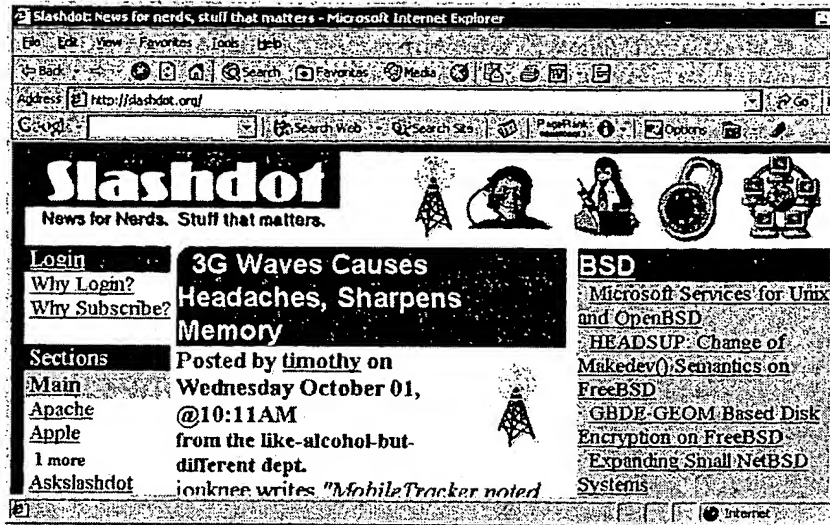 Slashdot: News for nerds, stuff that matters - Microsoft Internet Explorer
File Edit View Favorites Tools Help
Back Search Favorites Media
Address http://slashdot.org/ Go
Google Search Web Search Site PageRank Options
Slashdot
News for Nerds. Stuff that matters.
Login
Why Login?
Why Subscribe?
Sections
Main
Apache
Apple
1 more
Askslashdot
3G Waves Causes
Headaches, Sharpens
Memory
Posted by timothy on
Wednesday October 01,
@10:11AM
from the like-alcohol-but-
different dept.
jonknee writes "MobileTracker noted
BSD
Microsoft Services for Unix
and OpenBSD
HEADSUP: Change of
Makedev() Semantics on
FreeBSD
GBDE-GEOM Based Disk
Encryption on FreeBSD
Expanding Small NetBSD
Systems
Internet